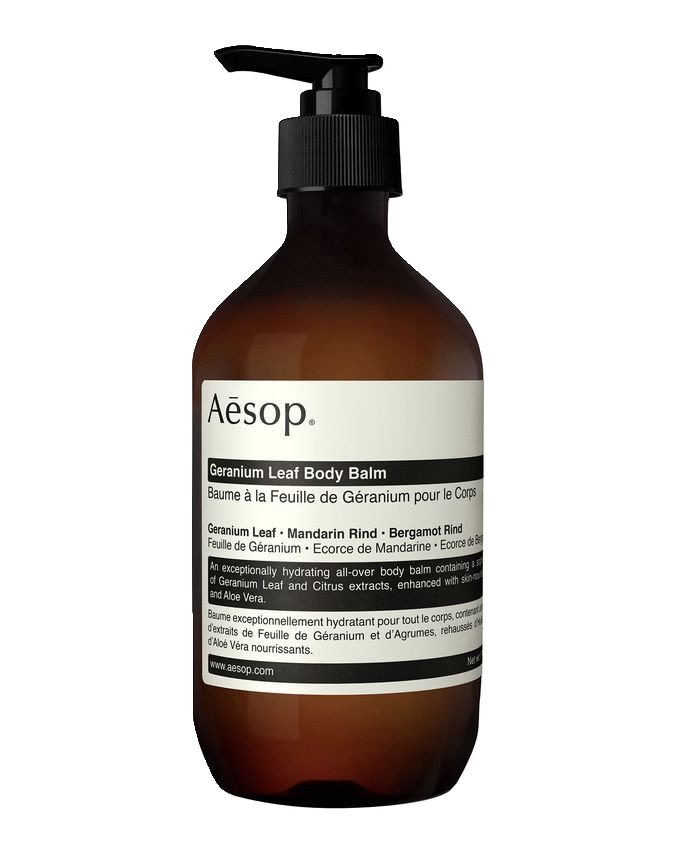 Aēsop®
Geranium Leaf Body Balm
Baume à la Feuille de Géranium pour le Corps
Geranium Leaf • Mandarin Rind • Bergamot Rind
Feuille de Géranium • Ecorce de Mandarine • Ecorce de
An exceptionally hydrating all-over body balm containing a
of Geranium Leaf and Citrus extracts, enhanced with
and Aloe Vera.
Baume exceptionnellement hydratant pour tout le corps, contenant
d'extraits de Feuille de Géranium et d'Agrumes, rehaussés
d'Aloé Véra nourrissants.
www.aesop.com
Net